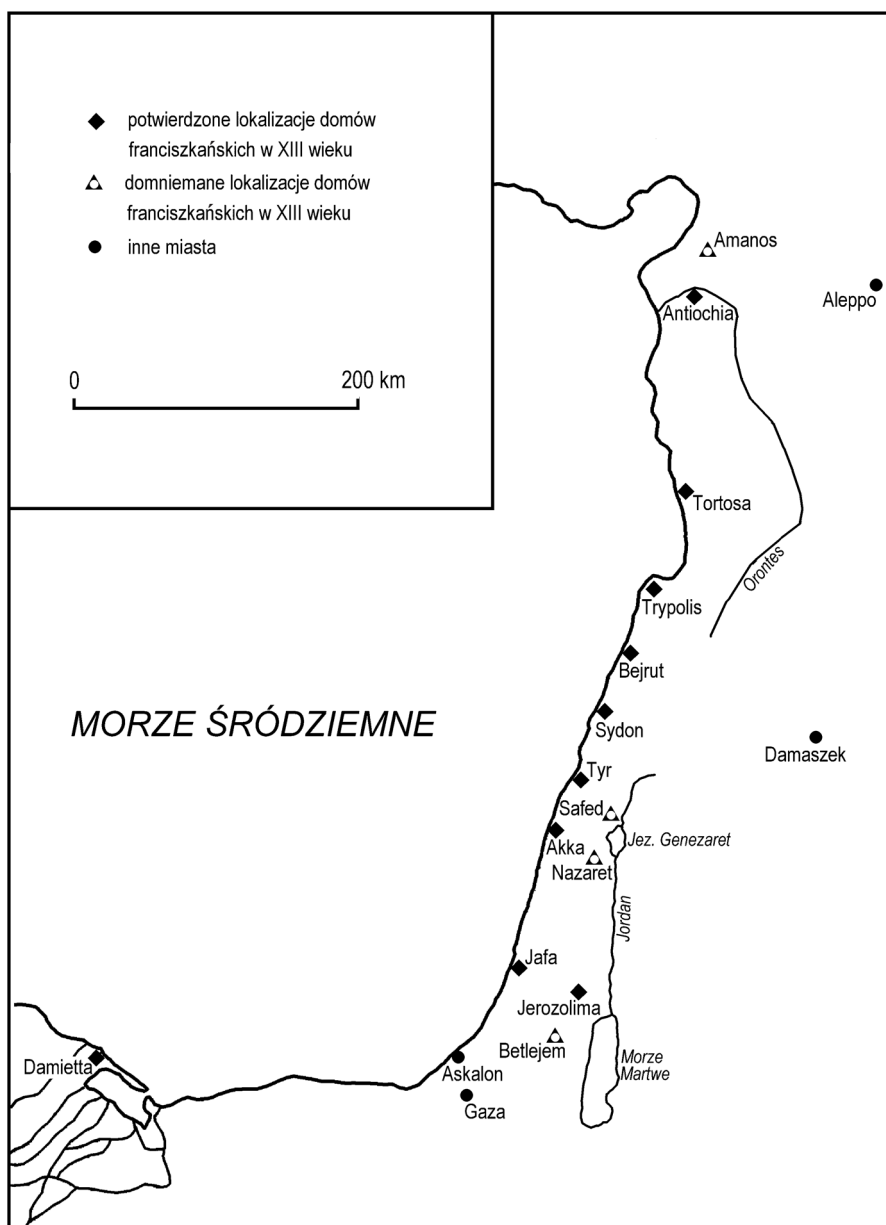 potwierdzone lokalizacje domów
franciszkańskich w XIII wieku
domniemane lokalizacje domów
franciszkańskich w XIII wieku
inne miasta
0 200 km
Amanos
Aleppo
Antiochia
Tortosa
Orontes
Trypolis
Bejrut
MORZE ŚRÓDZIEMNE
Sydon
Damaszek
Tyr
Safed
Akka
Jez. Genezaret
Nazaret
Jordan
Jafa
Jerozolima
Betlejem
Morze
Martwe
Damietta
Askalon
Gaza